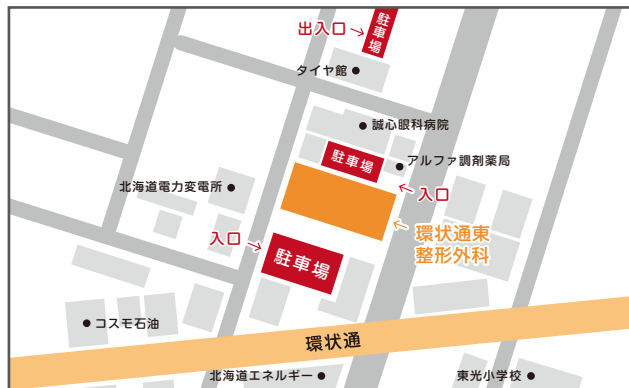 出入口
駐車場
タイヤ館
誠心眼科病院
駐車場
アルファ調剤薬局
北海道電力変電所
入口
環状通東
整形外科
入口
駐車場
コスモ石油
環状通
北海道エネルギー
東光小学校